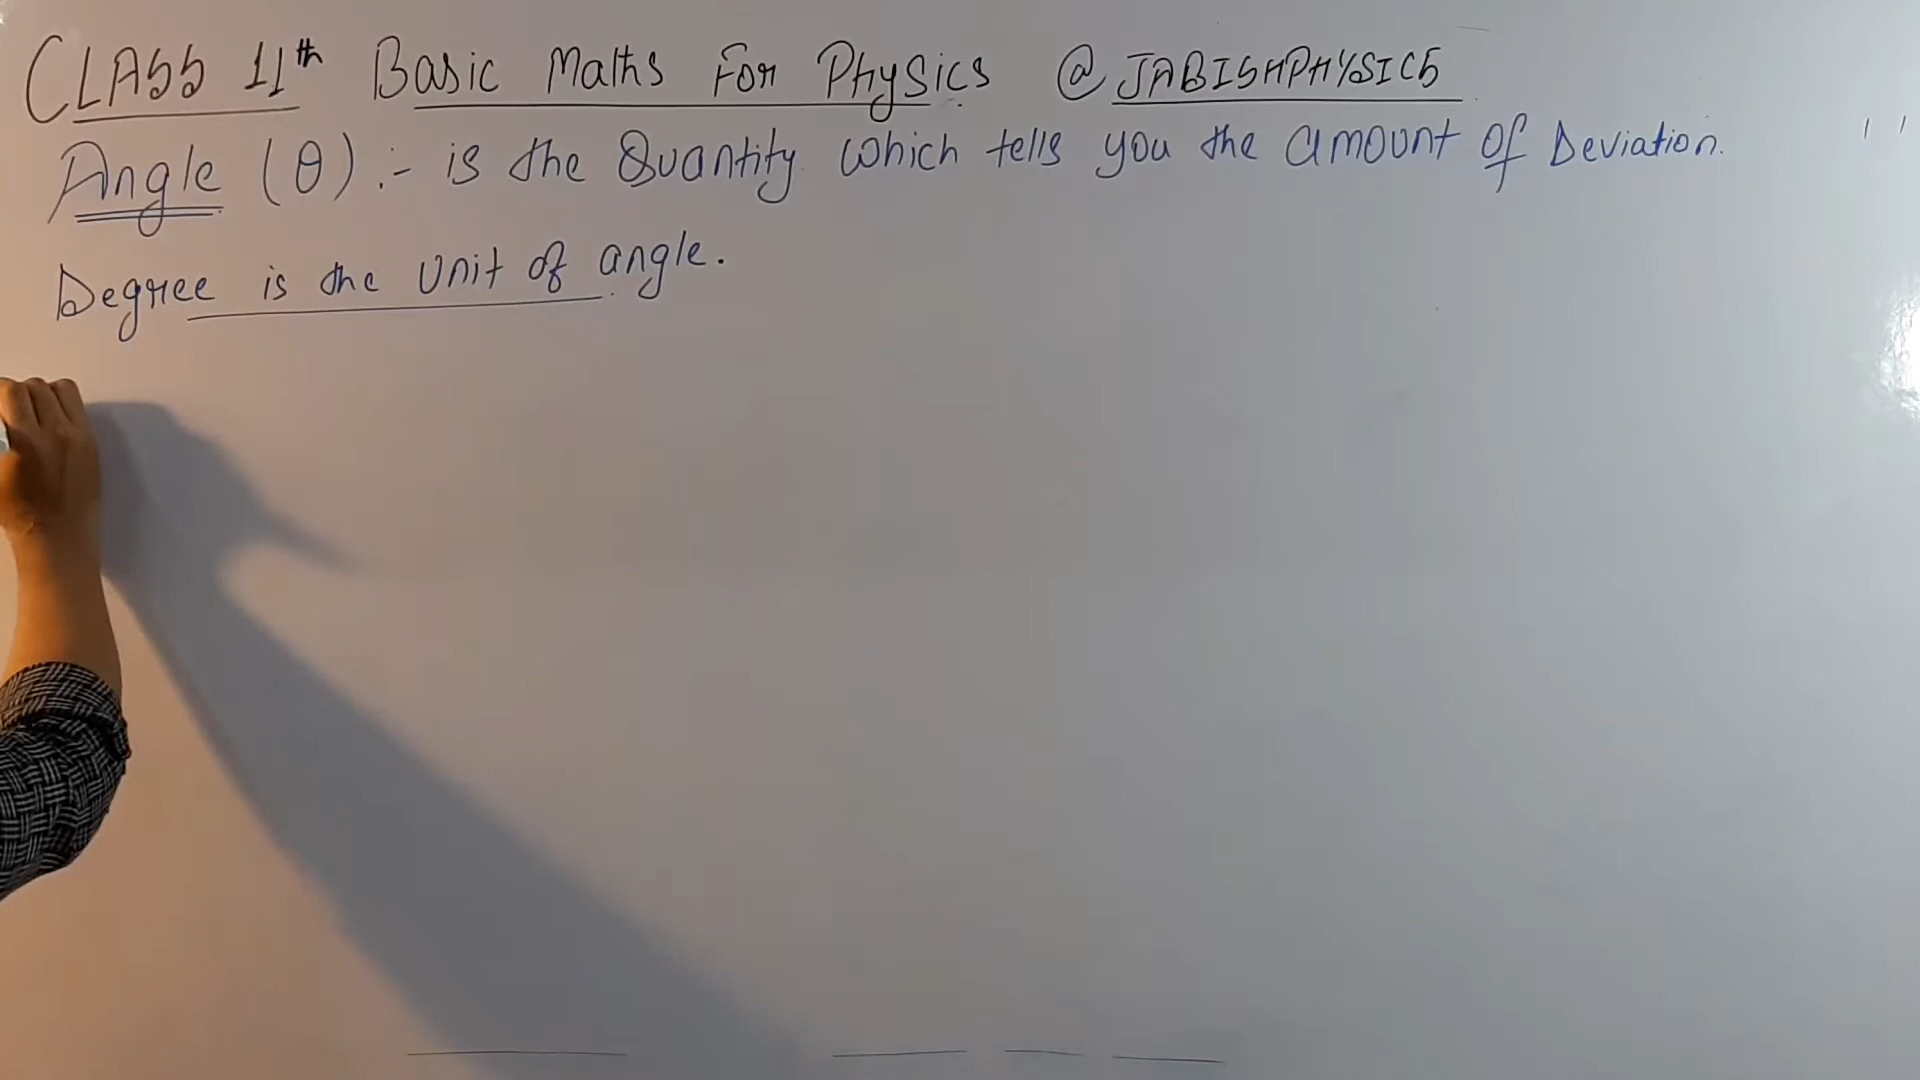 CLASS 11th Basic Maths For Physics @JABISHPHYSICS
Angle (θ) :- is the Quantity which tells you the amount of Deviation.
Degree is the unit of angle.